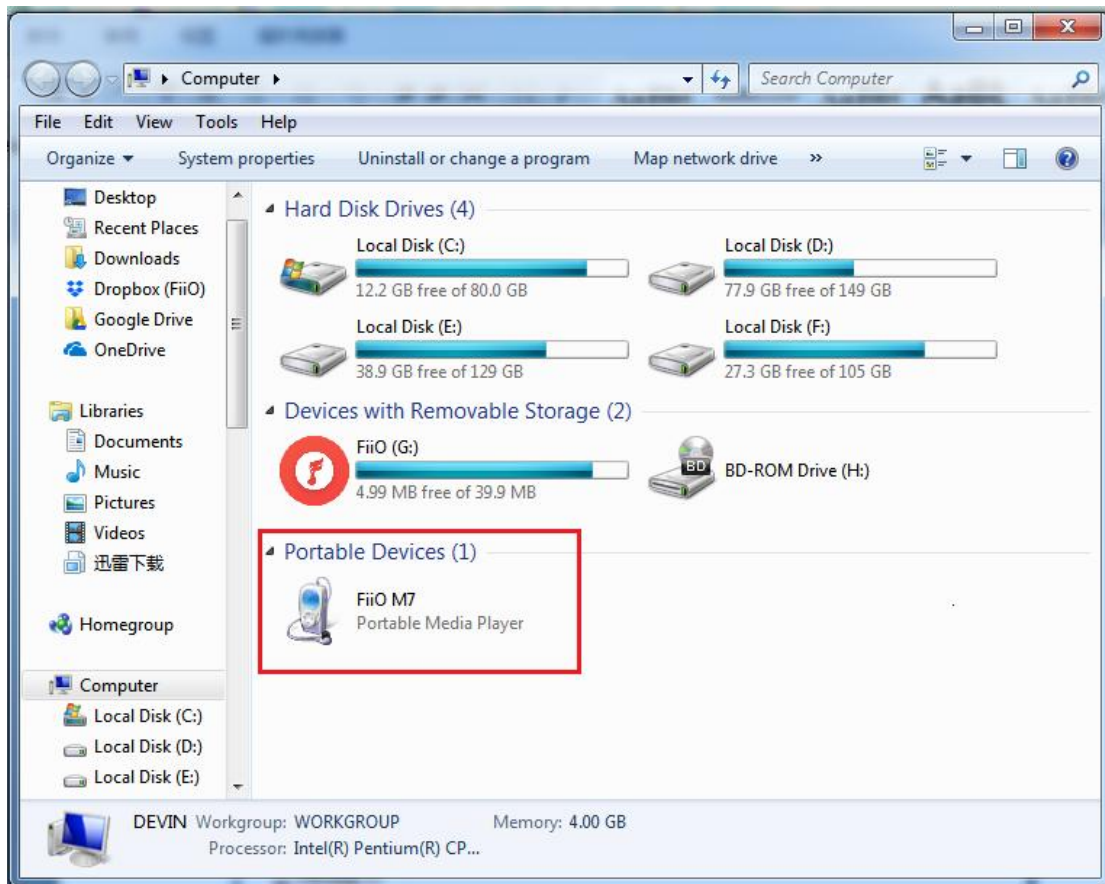 Computer
Search Computer
File Edit View Tools Help
Organize System properties Uninstall or change a program Map network drive »
Desktop
Recent Places
Downloads
Dropbox (FiiO)
Google Drive
OneDrive
Libraries
Documents
Music
Pictures
Videos
迅雷下载
Homegroup
Computer
Local Disk (C:)
Local Disk (D:)
Local Disk (E:)
Hard Disk Drives (4)
Local Disk (C:)
12.2 GB free of 80.0 GB
Local Disk (D:)
77.9 GB free of 149 GB
Local Disk (E:)
38.9 GB free of 129 GB
Local Disk (F:)
27.3 GB free of 105 GB
Devices with Removable Storage (2)
FiiO (G:)
4.99 MB free of 39.9 MB
BD
BD-ROM Drive (H:)
Portable Devices (1)
FiiO M7
Portable Media Player
DEVIN Workgroup: WORKGROUP Memory: 4.00 GB
Processor: Intel(R) Pentium(R) CP...